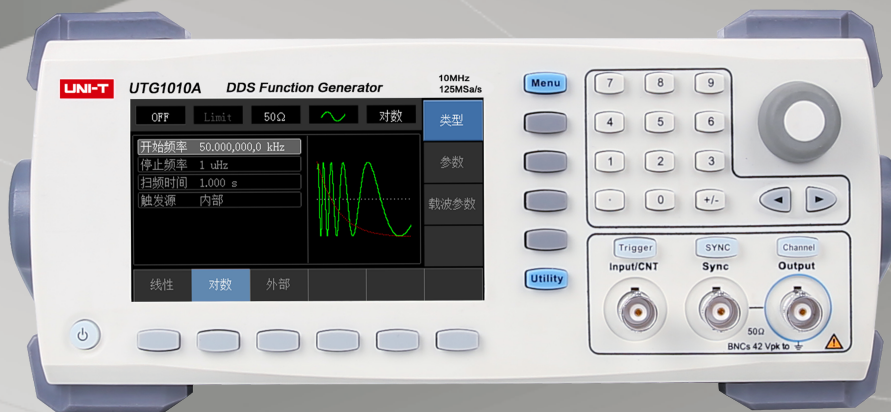 UNI-T UTG1010A DDS Function Generator 10MHz
125MSa/s
OFF Limit 50Ω 对数 类型
开始频率 50.000,000,0 kHz
停止频率 1 uHz
扫频时间 1.000 s
触发源 内部
参数
载波参数
线性 对数 外部
Menu
Utility
7 8 9
4 5 6
1 2 3
. 0 +/-
Trigger SYNC Channel
Input/CNT Sync Output
50Ω
BNCs 42 Vpk to